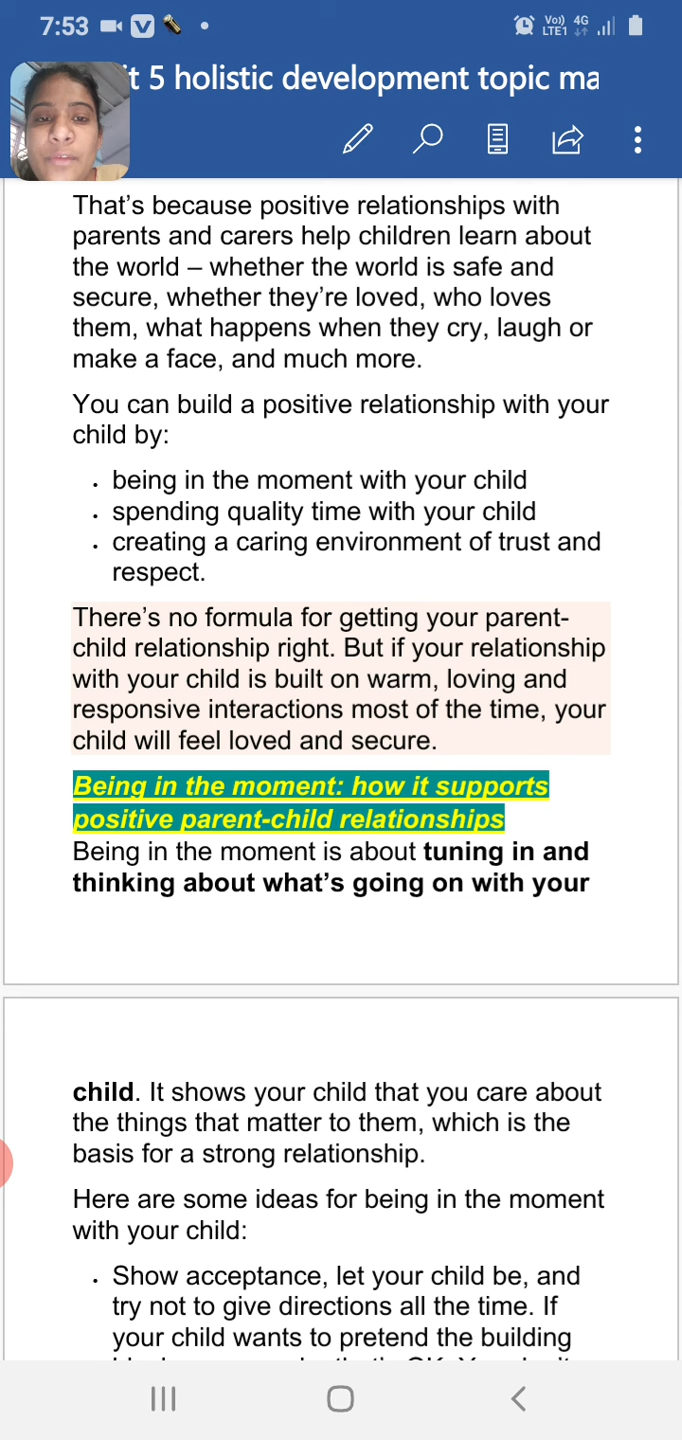 7:53
Vo)) 4G
LTE1
it 5 holistic development topic ma
That's because positive relationships with
parents and carers help children learn about
the world – whether the world is safe and
secure, whether they're loved, who loves
them, what happens when they cry, laugh or
make a face, and much more.
You can build a positive relationship with your
child by:
• being in the moment with your child
• spending quality time with your child
• creating a caring environment of trust and
respect.
There's no formula for getting your parent-
child relationship right. But if your relationship
with your child is built on warm, loving and
responsive interactions most of the time, your
child will feel loved and secure.
Being in the moment: how it supports
positive parent-child relationships
Being in the moment is about tuning in and
thinking about what's going on with your
child. It shows your child that you care about
the things that matter to them, which is the
basis for a strong relationship.
Here are some ideas for being in the moment
with your child:
• Show acceptance, let your child be, and
try not to give directions all the time. If
your child wants to pretend the building